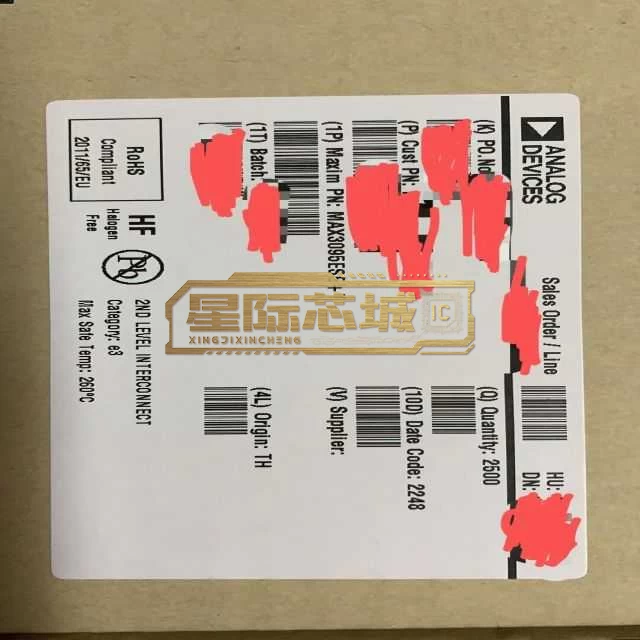 ANALOG
DEVICES
Sales Order / Line
HU:
DN:
(K) PO.No
(Q) Quantity: 2500
(P) Cust PN:
(10D) Date Code: 2248
(1P) Maxim PN: MAX3095ES
(V) Supplier:
(1T) Batch:
(4L) Origin: TH
RoHS
Compliant
2011/65/EU
HF
Halogen
Free
Pb
2ND LEVEL INTERCONNECT
Category: e3
Max Safe Temp: 260°C
星际芯城
IC
XINGJIXINCHENG